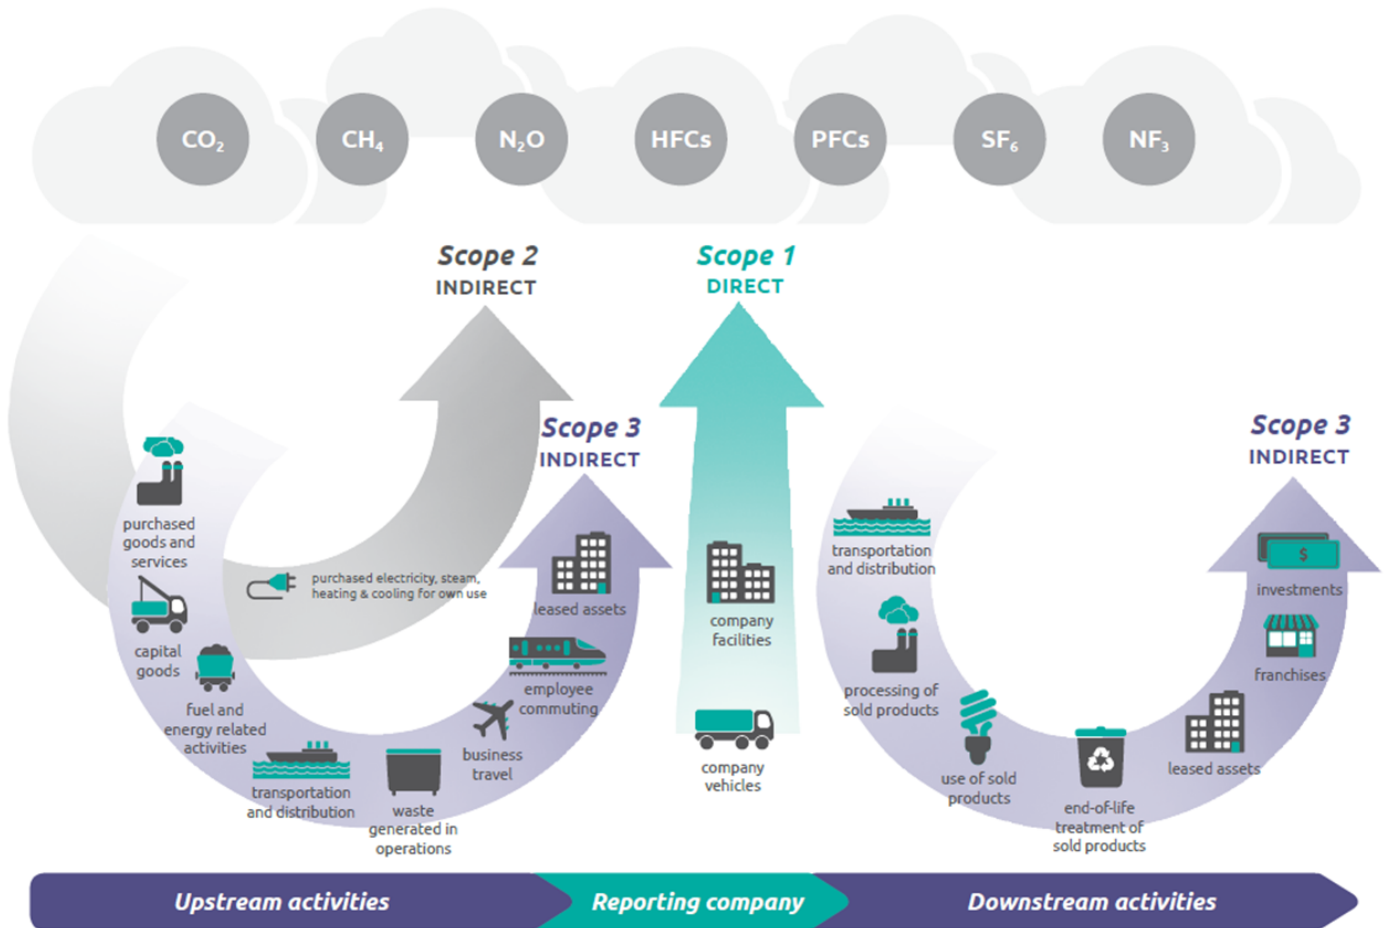 CO₂
CH₄
N₂O
HFCs
PFCs
SF₆
NF₃
Scope 2
INDIRECT
Scope 1
DIRECT
Scope 3
INDIRECT
Scope 3
INDIRECT
purchased
goods and
services
capital
goods
fuel and
energy related
activities
transportation
and distribution
waste
generated in
operations
business
travel
employee
commuting
leased assets
purchased electricity, steam,
heating & cooling for own use
company
facilities
company
vehicles
transportation
and distribution
processing of
sold products
use of sold
products
end-of-life
treatment of
sold products
leased assets
franchises
$
investments
Upstream activities
Reporting company
Downstream activities